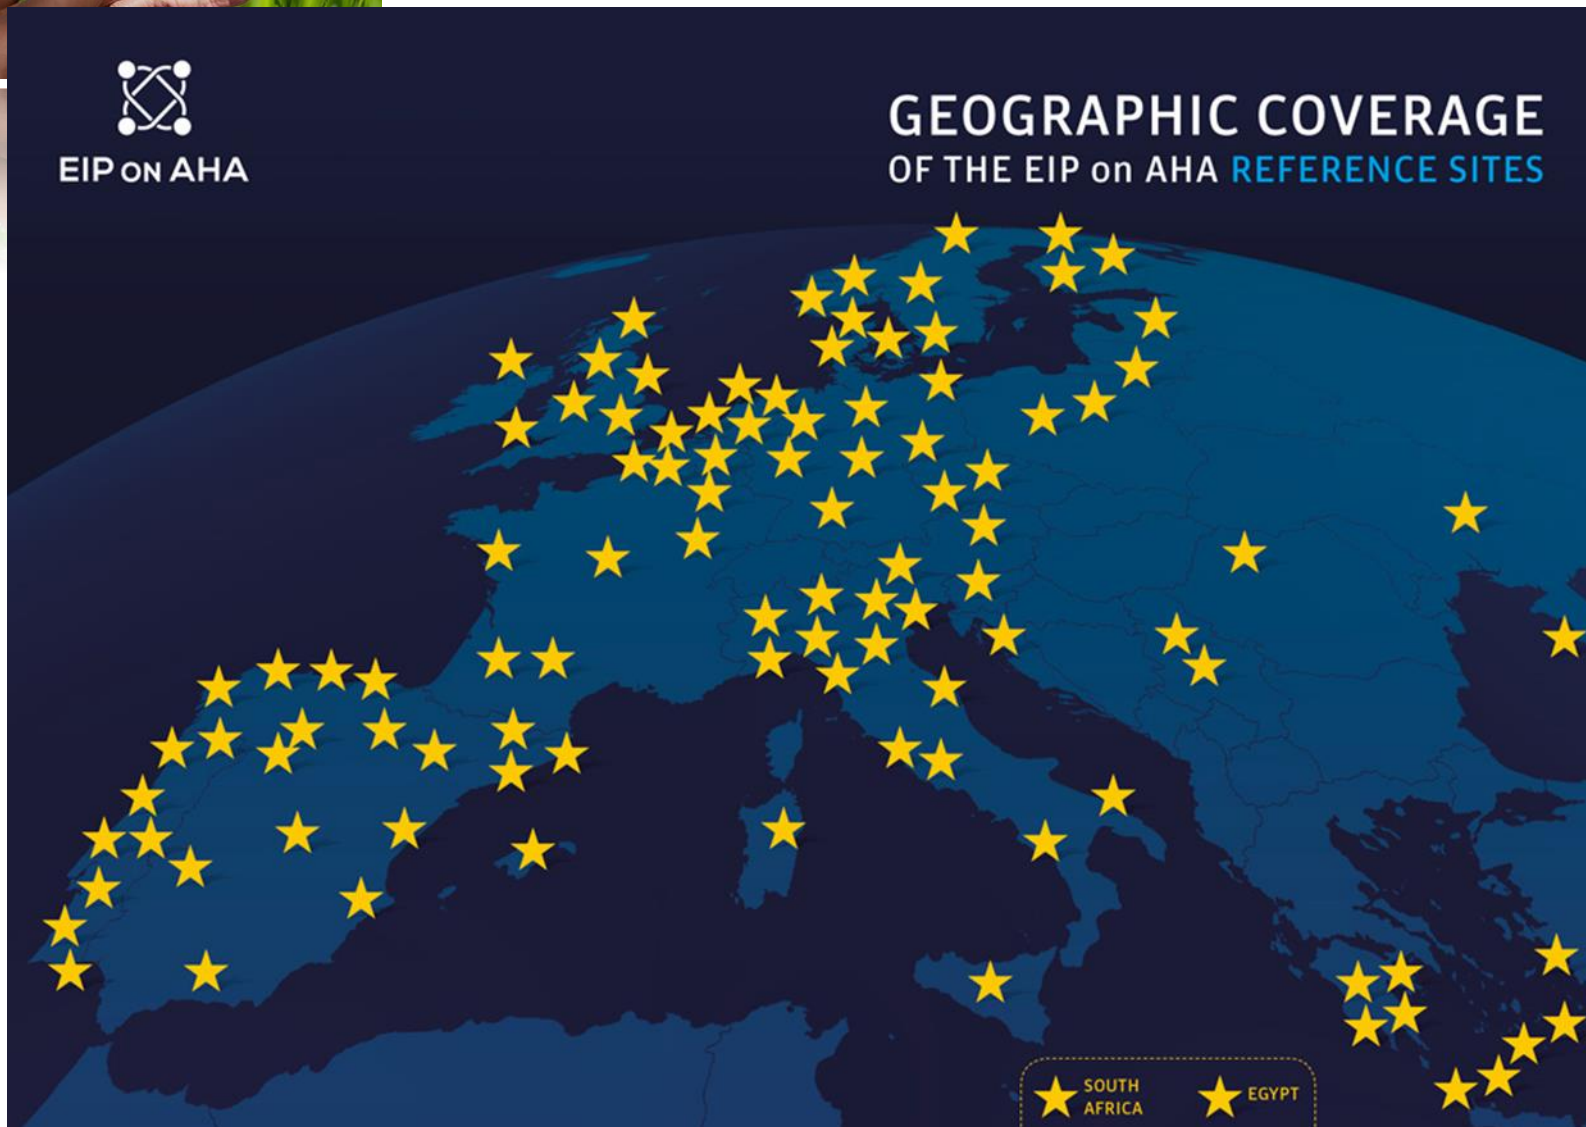 EIP ON AHA
GEOGRAPHIC COVERAGE
OF THE EIP on AHA REFERENCE SITES
SOUTH
AFRICA
EGYPT